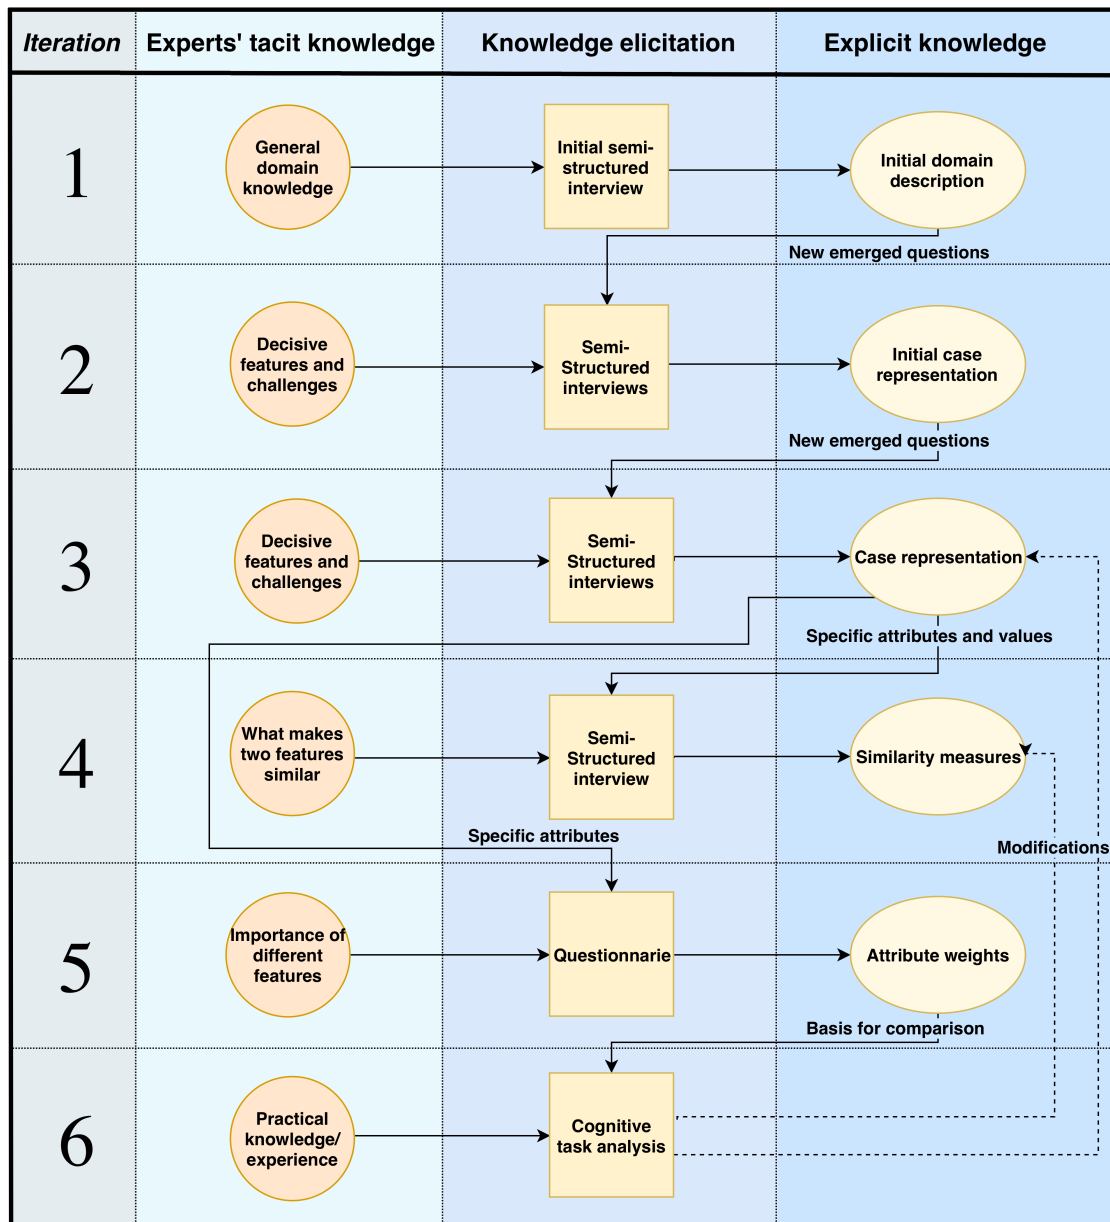 Iteration
Experts' tacit knowledge
Knowledge elicitation
Explicit knowledge
1
General
domain
knowledge
Initial semi-
structured
interview
Initial domain
description
New emerged questions
2
Decisive
features and
challenges
Semi-
Structured
interviews
Initial case
representation
New emerged questions
3
Decisive
features and
challenges
Semi-
Structured
interviews
Case representation
Specific attributes and values
4
What makes
two features
similar
Semi-
Structured
interview
Similarity measures
Specific attributes
Modifications
5
Importance of
different
features
Questionnarie
Attribute weights
Basis for comparison
6
Practical
knowledge/
experience
Cognitive
task analysis